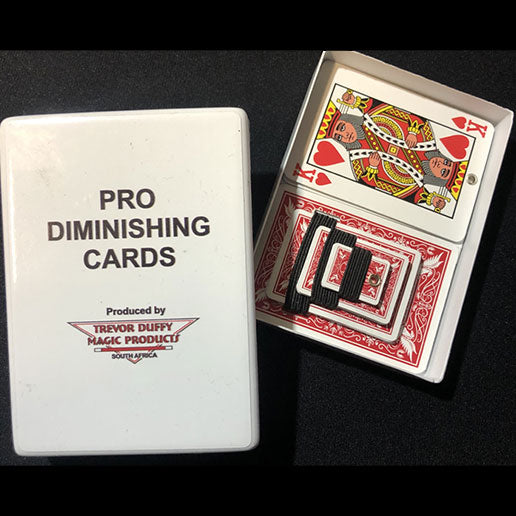 PRO
DIMINISHING
CARDS
Produced by
TREVOR DUFFY
MAGIC PRODUCTS
SOUTH AFRICA
K
K